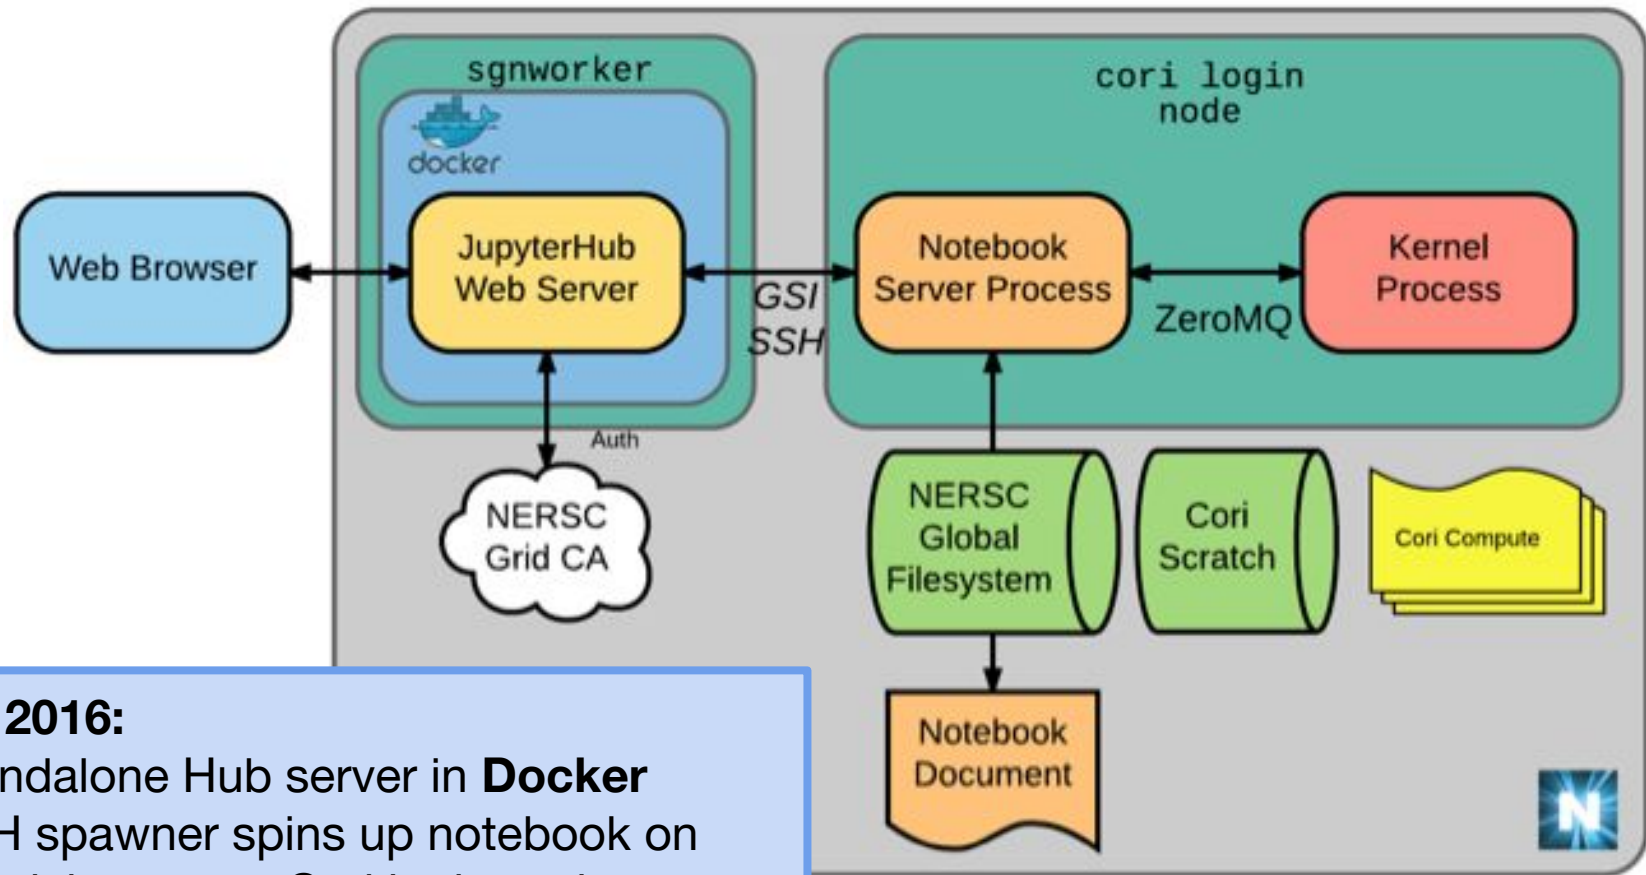 sgnworker
docker
cori login
node
Web Browser
JupyterHub
Web Server
GSI
SSH
Notebook
Server Process
ZeroMQ
Kernel
Process
Auth
NERSC
Grid CA
NERSC
Global
Filesystem
Cori
Scratch
Cori Compute
Notebook
Document
N
2016:
ndalone Hub server in Docker
H spawner spins up notebook on